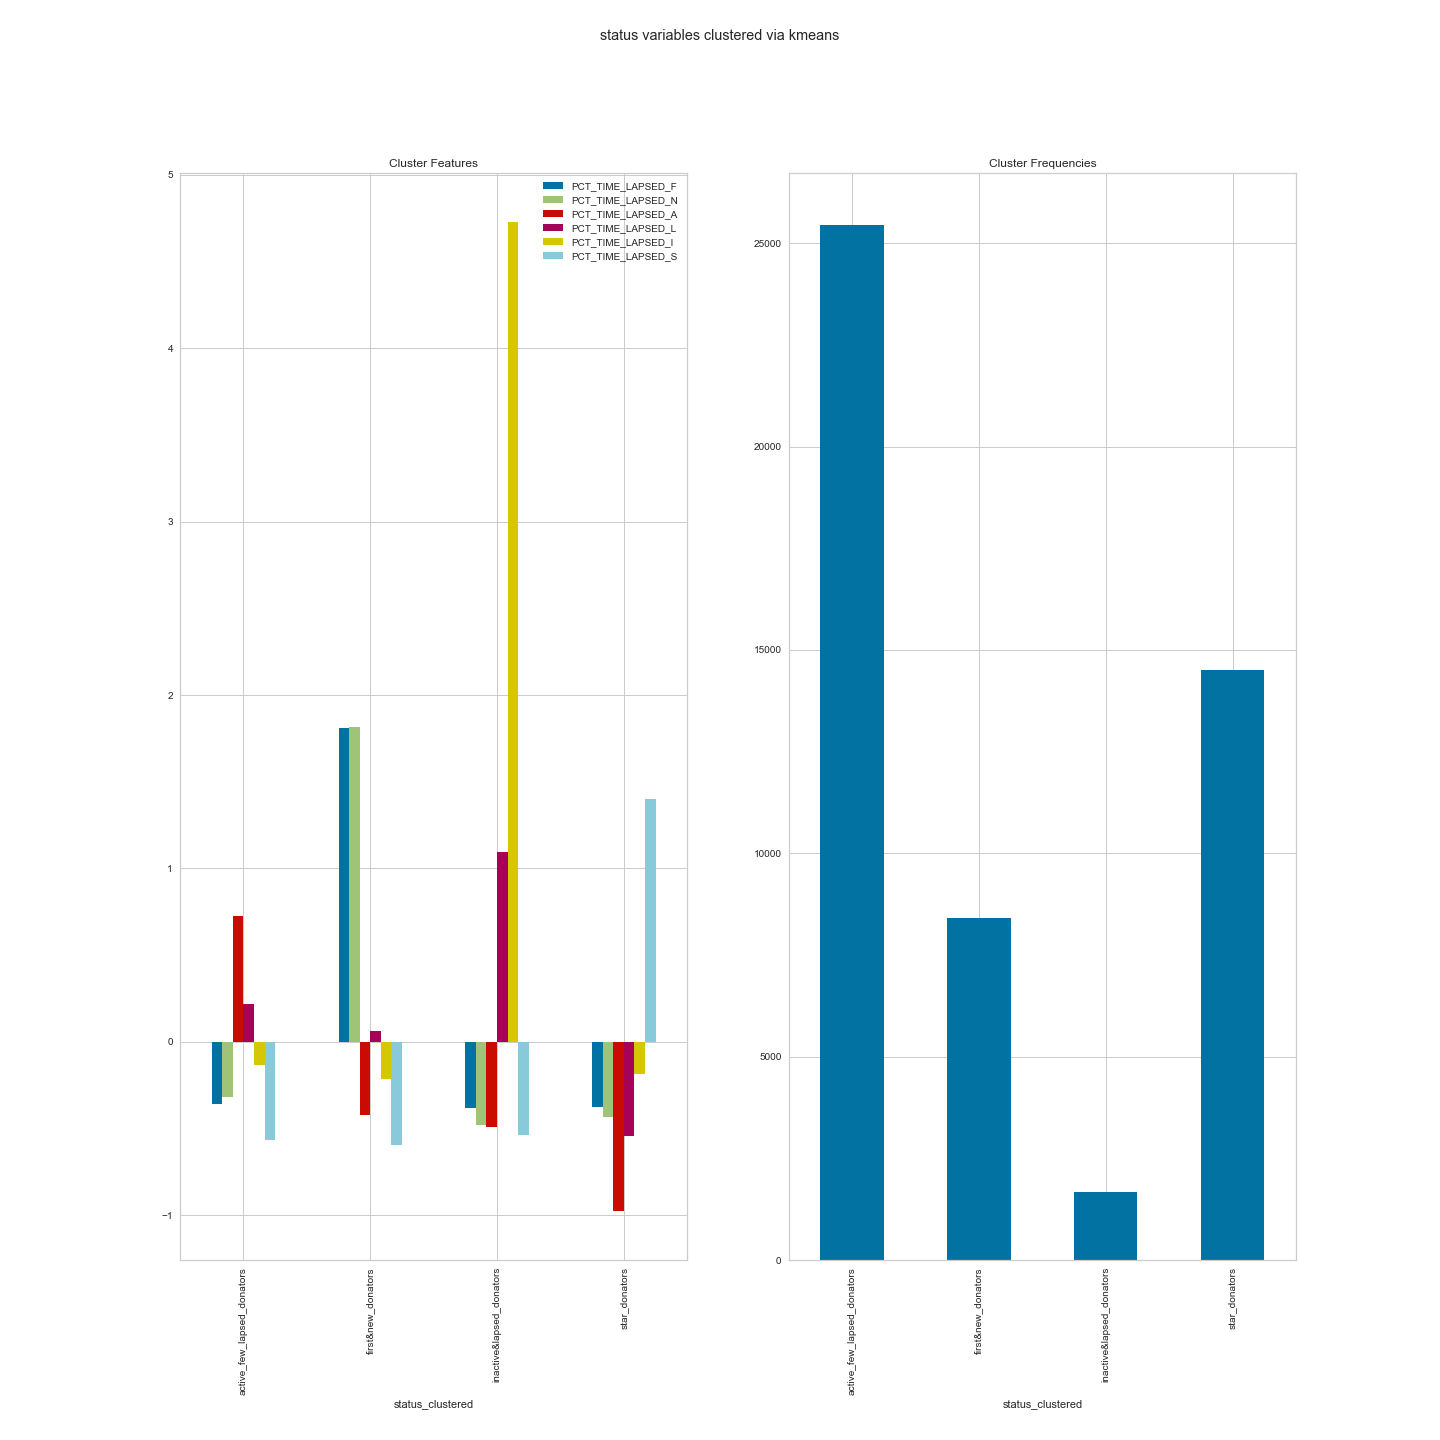 status variables clustered via kmeans
Cluster Features
5
4
3
2
1
0
−1
PCT_TIME_LAPSED_F
PCT_TIME_LAPSED_N
PCT_TIME_LAPSED_A
PCT_TIME_LAPSED_L
PCT_TIME_LAPSED_I
PCT_TIME_LAPSED_S
active_few_lapsed_donators
first&new_donators
inactive&lapsed_donators
star_donators
status_clustered
Cluster Frequencies
25000
20000
15000
10000
5000
0
active_few_lapsed_donators
first&new_donators
inactive&lapsed_donators
star_donators
status_clustered